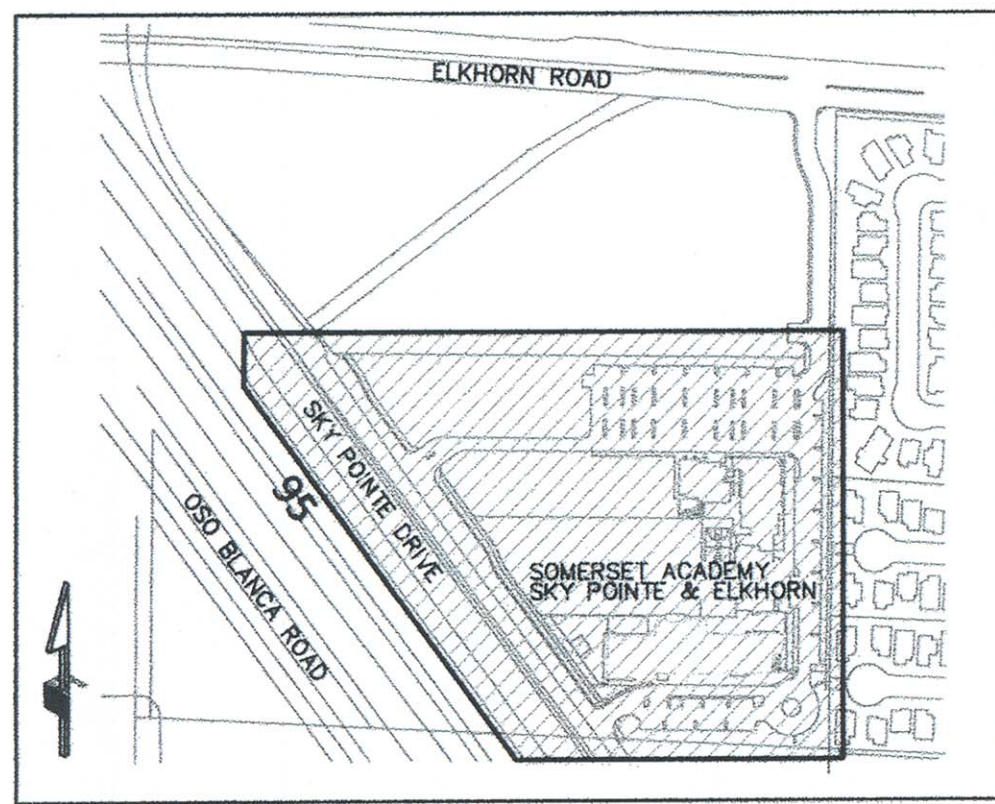 ELKHORN ROAD
SKY POINTE DRIVE
95
OSO BLANCA ROAD
SOMERSET ACADEMY
SKY POINTE & ELKHORN